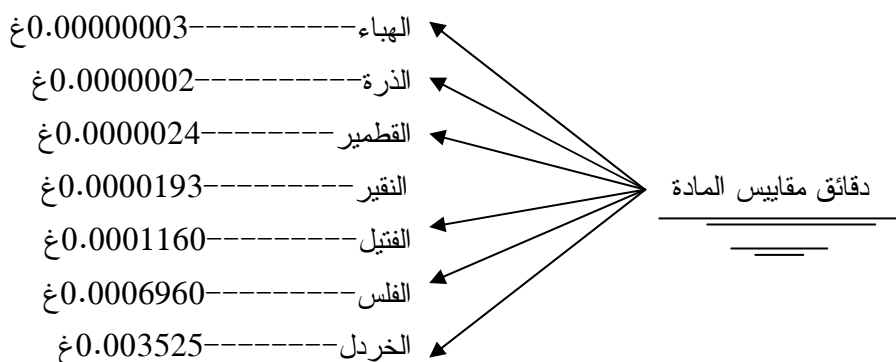 دقائق مقاييس المادة
الهباء----------0.00000003غ
الذرة----------0.0000002غ
القطمير--------0.0000024غ
النقير---------0.0000193غ
الفتيل---------0.0001160غ
الفلس---------0.0006960غ
الخردل--------0.003525غ